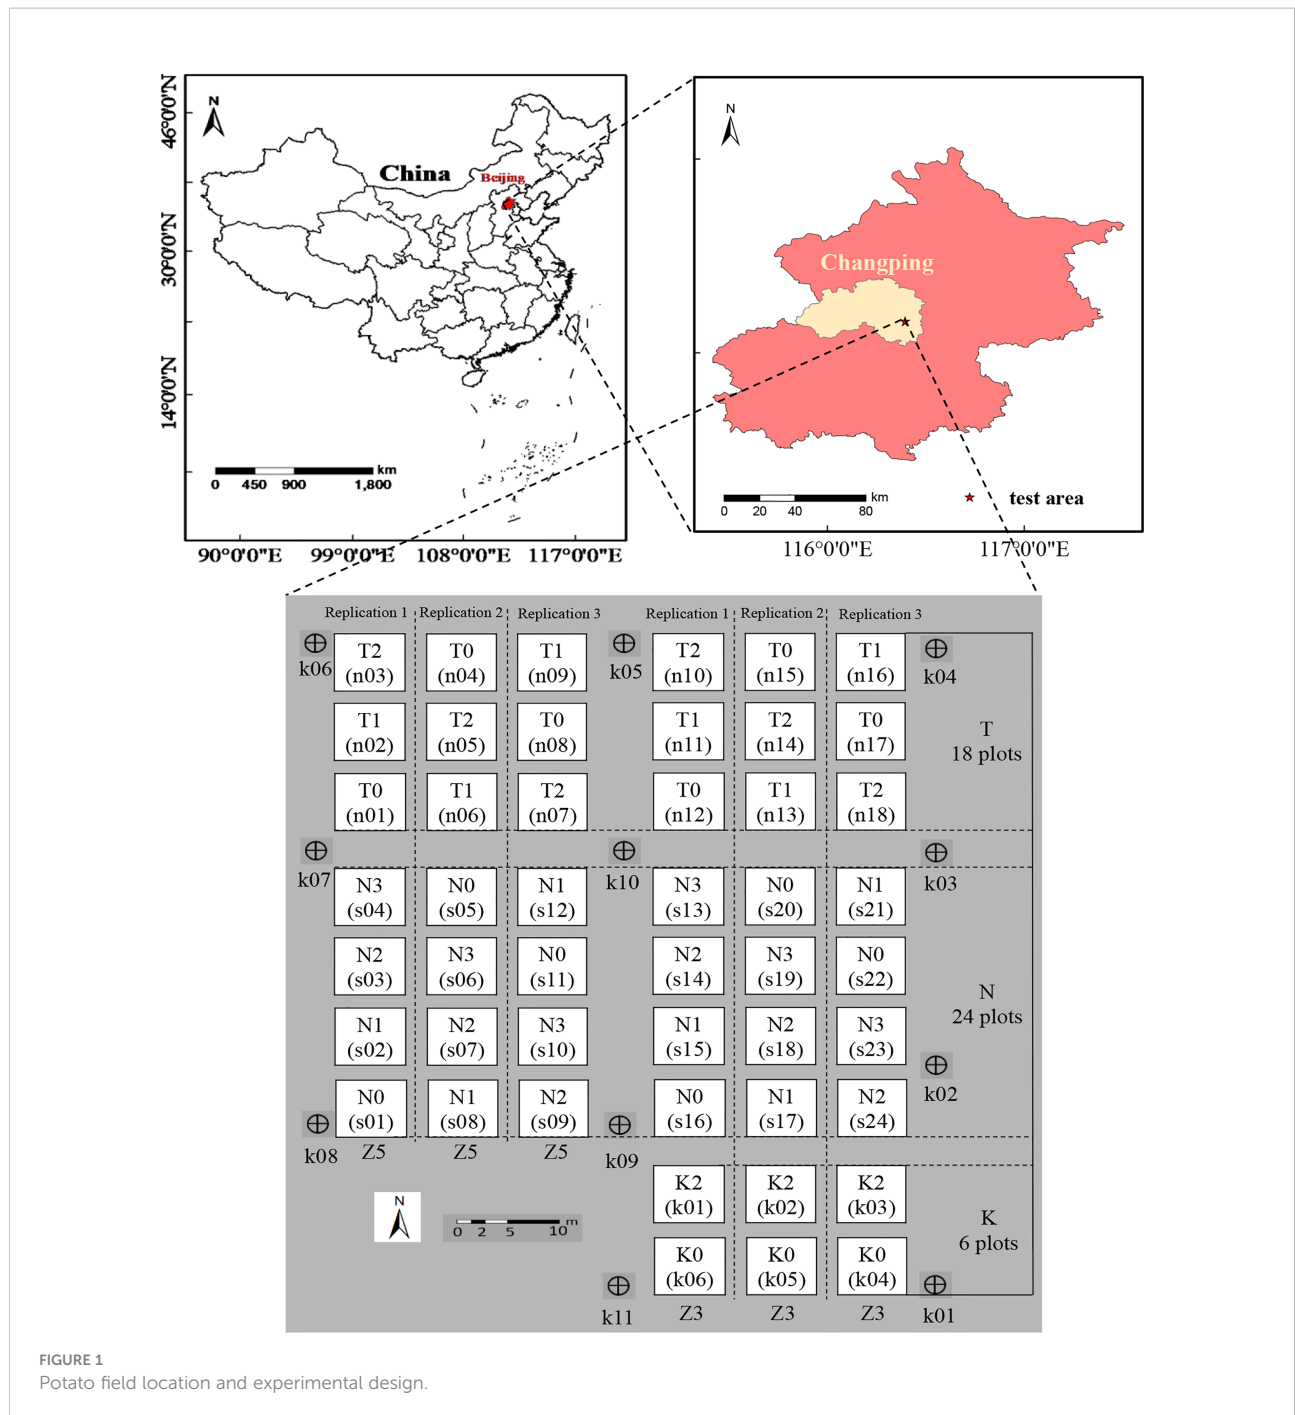 46°0'0"N
30°0'0"N
14°0'0"N
N
China
Beijing
km
0 450 900 1,800
90°0'0"E 99°0'0"E 108°0'0"E 117°0'0"E
N
Changping
km
0 20 40 80
test area
116°0'0"E 117°0'0"E
Replication 1 Replication 2 Replication 3 Replication 1 Replication 2 Replication 3
k06 T2 T0 T1 k05 T2 T0 T1 k04
(n03) (n04) (n09) (n10) (n15) (n16)
T1 T2 T0 T1 T2 T0 T
(n02) (n05) (n08) (n11) (n14) (n17) 18 plots
T0 T1 T2 T0 T1 T2
(n01) (n06) (n07) (n12) (n13) (n18)
k07 k10 k03
N3 N0 N1 N3 N0 N1
(s04) (s05) (s12) (s13) (s20) (s21)
N2 N3 N0 N2 N3 N0
(s03) (s06) (s11) (s14) (s19) (s22)
N
24 plots
N1 N2 N3 N1 N2 N3
(s02) (s07) (s10) (s15) (s18) (s23)
k02
N0 N1 N2 N0 N1 N2
(s01) (s08) (s09) (s16) (s17) (s24)
k08 Z5 Z5 Z5 k09
K2 K2 K2
(k01) (k02) (k03)
N
0 2 5 10 m
K
6 plots
K0 K0 K0
(k06) (k05) (k04)
k11 Z3 Z3 Z3 k01
FIGURE 1
Potato field location and experimental design.